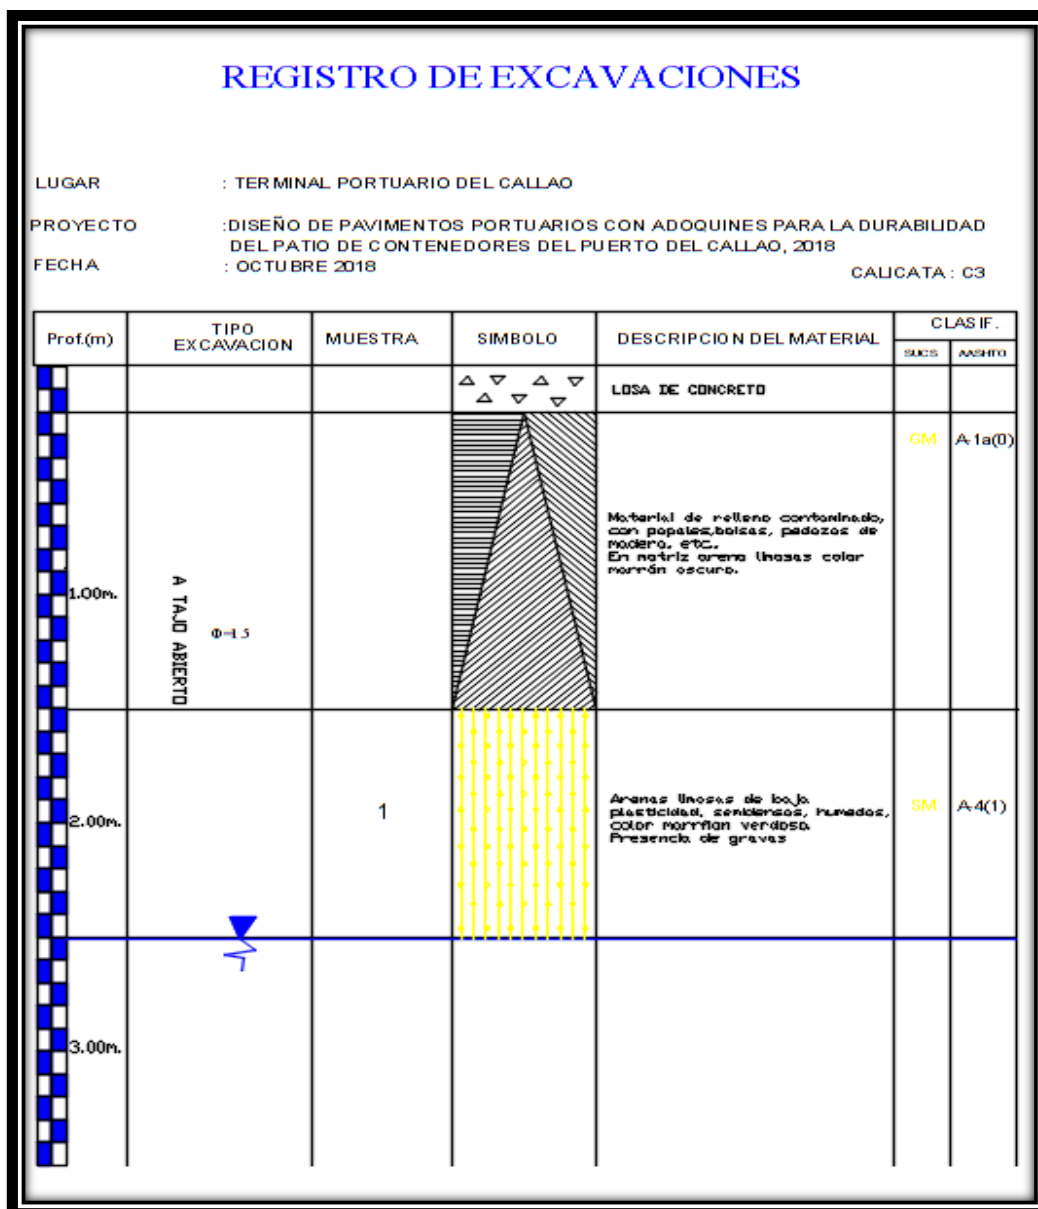 REGISTRO DE EXCAVACIONES
LUGAR : TERMINAL PORTUARIO DEL CALLAO
PROYECTO :DISEÑO DE PAVIMENTOS PORTUARIOS CON ADOQUINES PARA LA DURABILIDAD
DEL PATIO DE CONTENEDORES DEL PUERTO DEL CALLAO, 2018
FECHA : OCTUBRE 2018
CALICATA : C3
Prof.(m) TIPO EXCAVACION MUESTRA SIMBOLO DESCRIPCION DEL MATERIAL CLASIF.
SUCS AASHTO
LOSA DE CONCRETO
GM A-1a(0)
Material de relleno contaminado,
con papeles,bolsas, pedazos de
madera, etc.
En matriz arena limosas color
marrón oscuro.
1.00m.
A TAJO ABIERTO
Φ=1.5
Arenas limosas de baja
plasticidad, semidensas, humedas,
color verdoso.
Presencia de gravas
SM A-4(1)
1
2.00m.
3.00m.